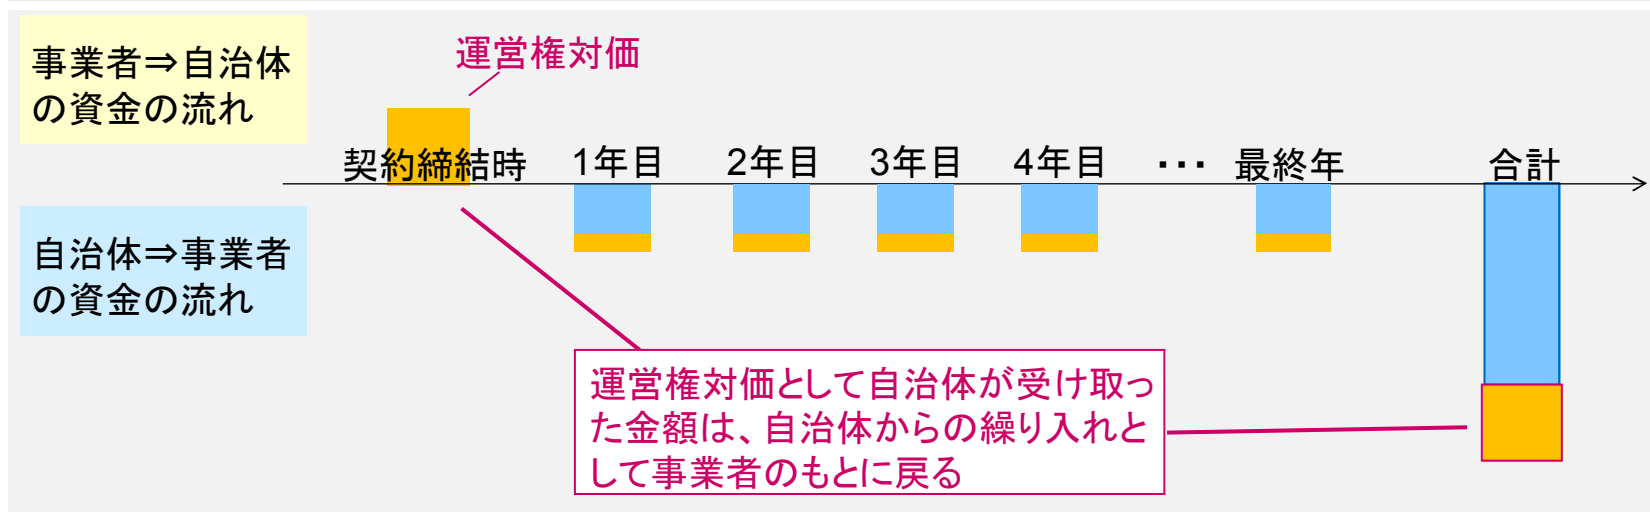 事業者⇒自治体
の資金の流れ
運営権対価
契約締結時 1年目 2年目 3年目 4年目 ・・・ 最終年 合計
自治体⇒事業者
の資金の流れ
運営権対価として自治体が受け取っ
た金額は、自治体からの繰り入れと
して事業者のもとに戻る